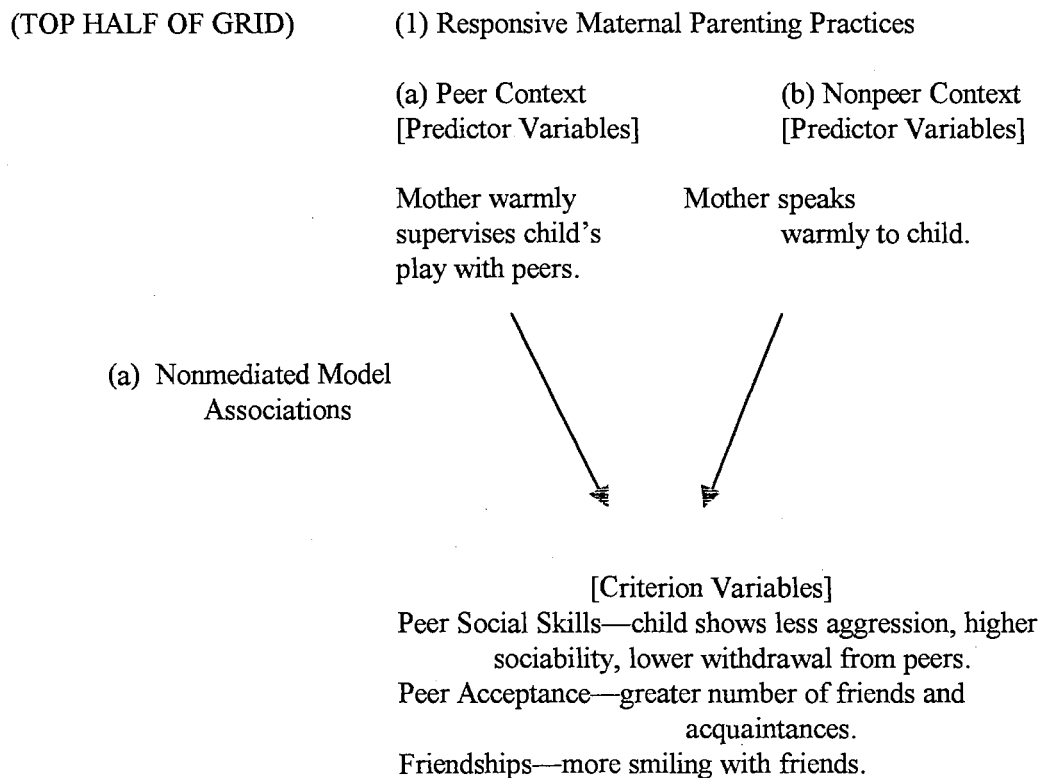 (TOP HALF OF GRID) (1) Responsive Maternal Parenting Practices
(a) Peer Context (b) Nonpeer Context
[Predictor Variables] [Predictor Variables]
Mother warmly Mother speaks
supervises child's warmly to child.
play with peers.
(a) Nonmediated Model
Associations
[Criterion Variables]
Peer Social Skills—child shows less aggression, higher
sociability, lower withdrawal from peers.
Peer Acceptance—greater number of friends and
acquaintances.
Friendships—more smiling with friends.